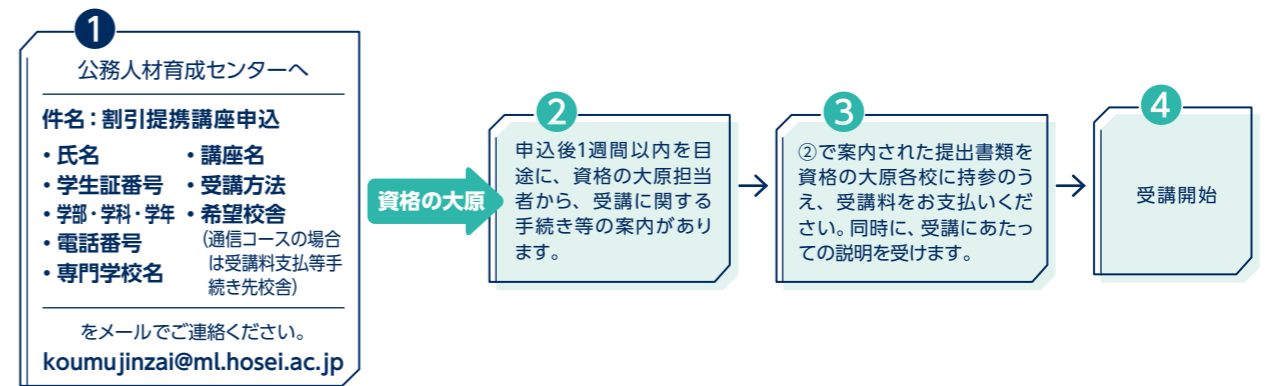 1
公務人材育成センターへ
件名：割引提携講座申込
・氏名
・学生証番号
・学部・学科・学年
・電話番号
・専門学校名
・講座名
・受講方法
・希望校舎
（通信コースの場合
は受講料支払等手
続き先校舎）
をメールでご連絡ください。
koumujinzai@ml.hosei.ac.jp
資格の大原
2
申込後1週間以内を目
途に、資格の大原担当
者から、受講に関する
手続き等の案内があり
ます。
3
②で案内された提出書類を
資格の大原各校に持参のう
え、受講料をお支払いくだ
さい。同時に、受講にあたっ
ての説明を受けます。
4
受講開始